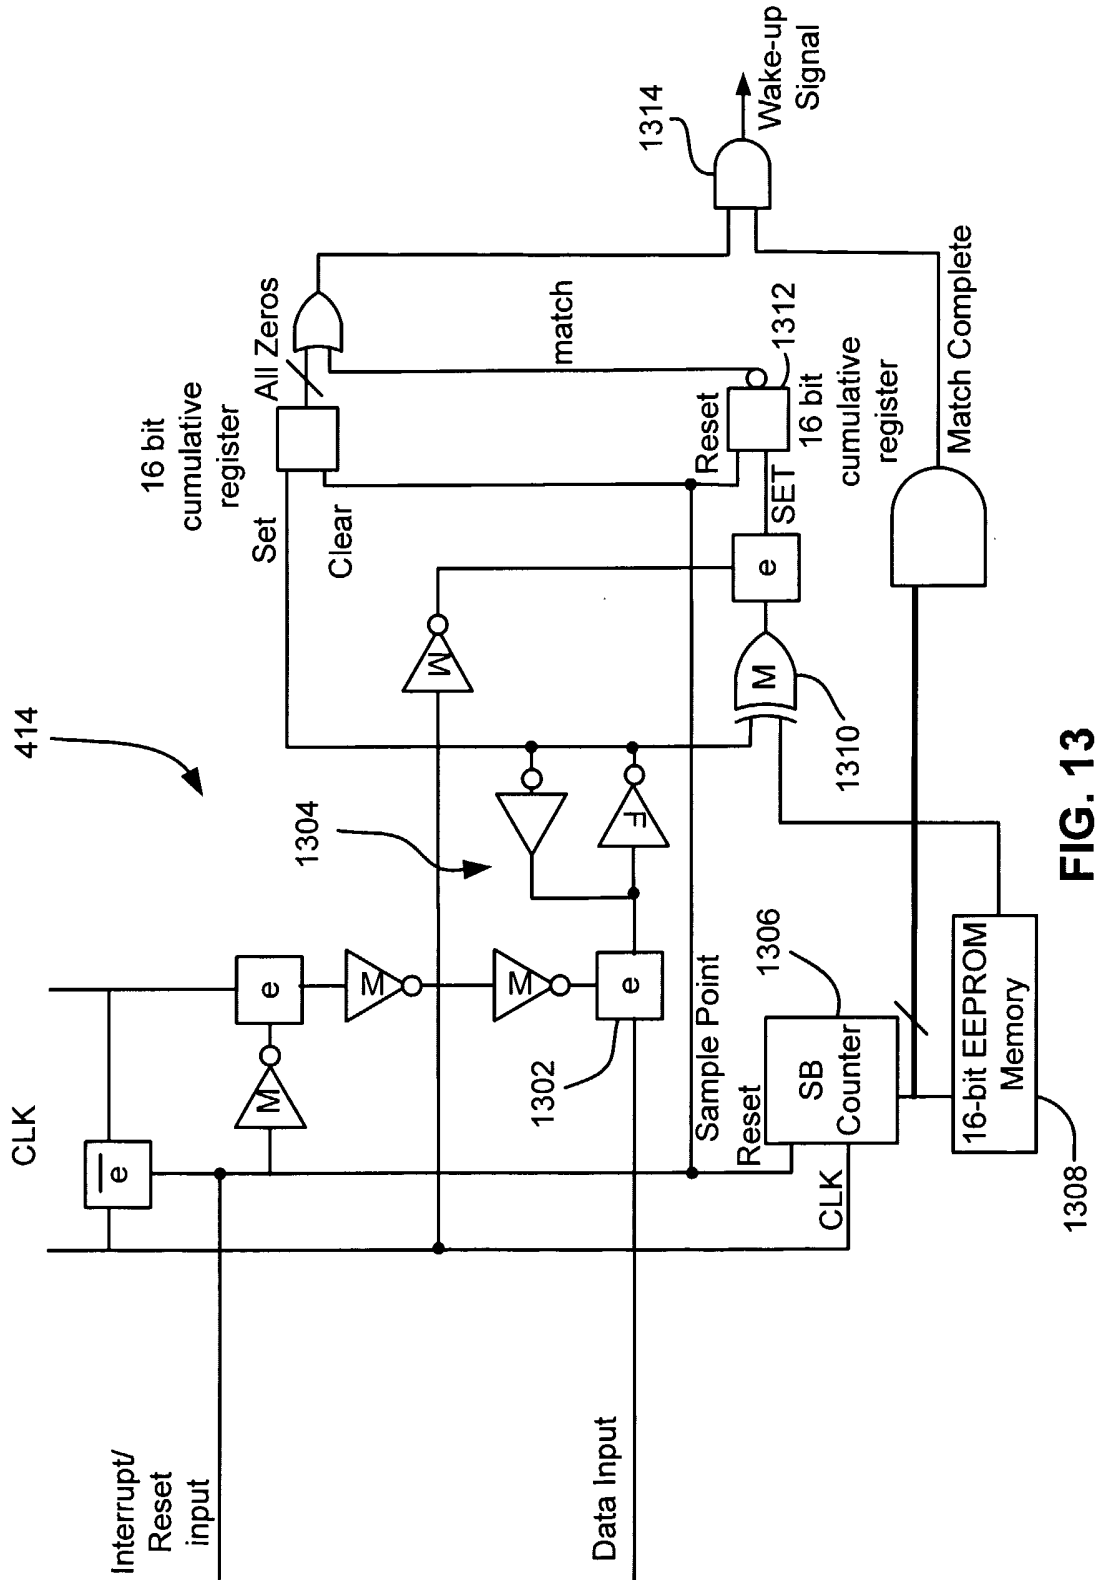 414
CLK
Interrupt/
Reset
input
e
e
M
M
M
1302
e
Data Input
1304
F
M
Set
Clear
16 bit
cumulative
register
All Zeros
match
1314
Wake-up
Signal
Sample Point
Reset
CLK
SB
Counter
1306
16-bit EEPROM
Memory
1308
M
1310
e
SET
Reset
1312
16 bit
cumulative
register
Match Complete
FIG. 13